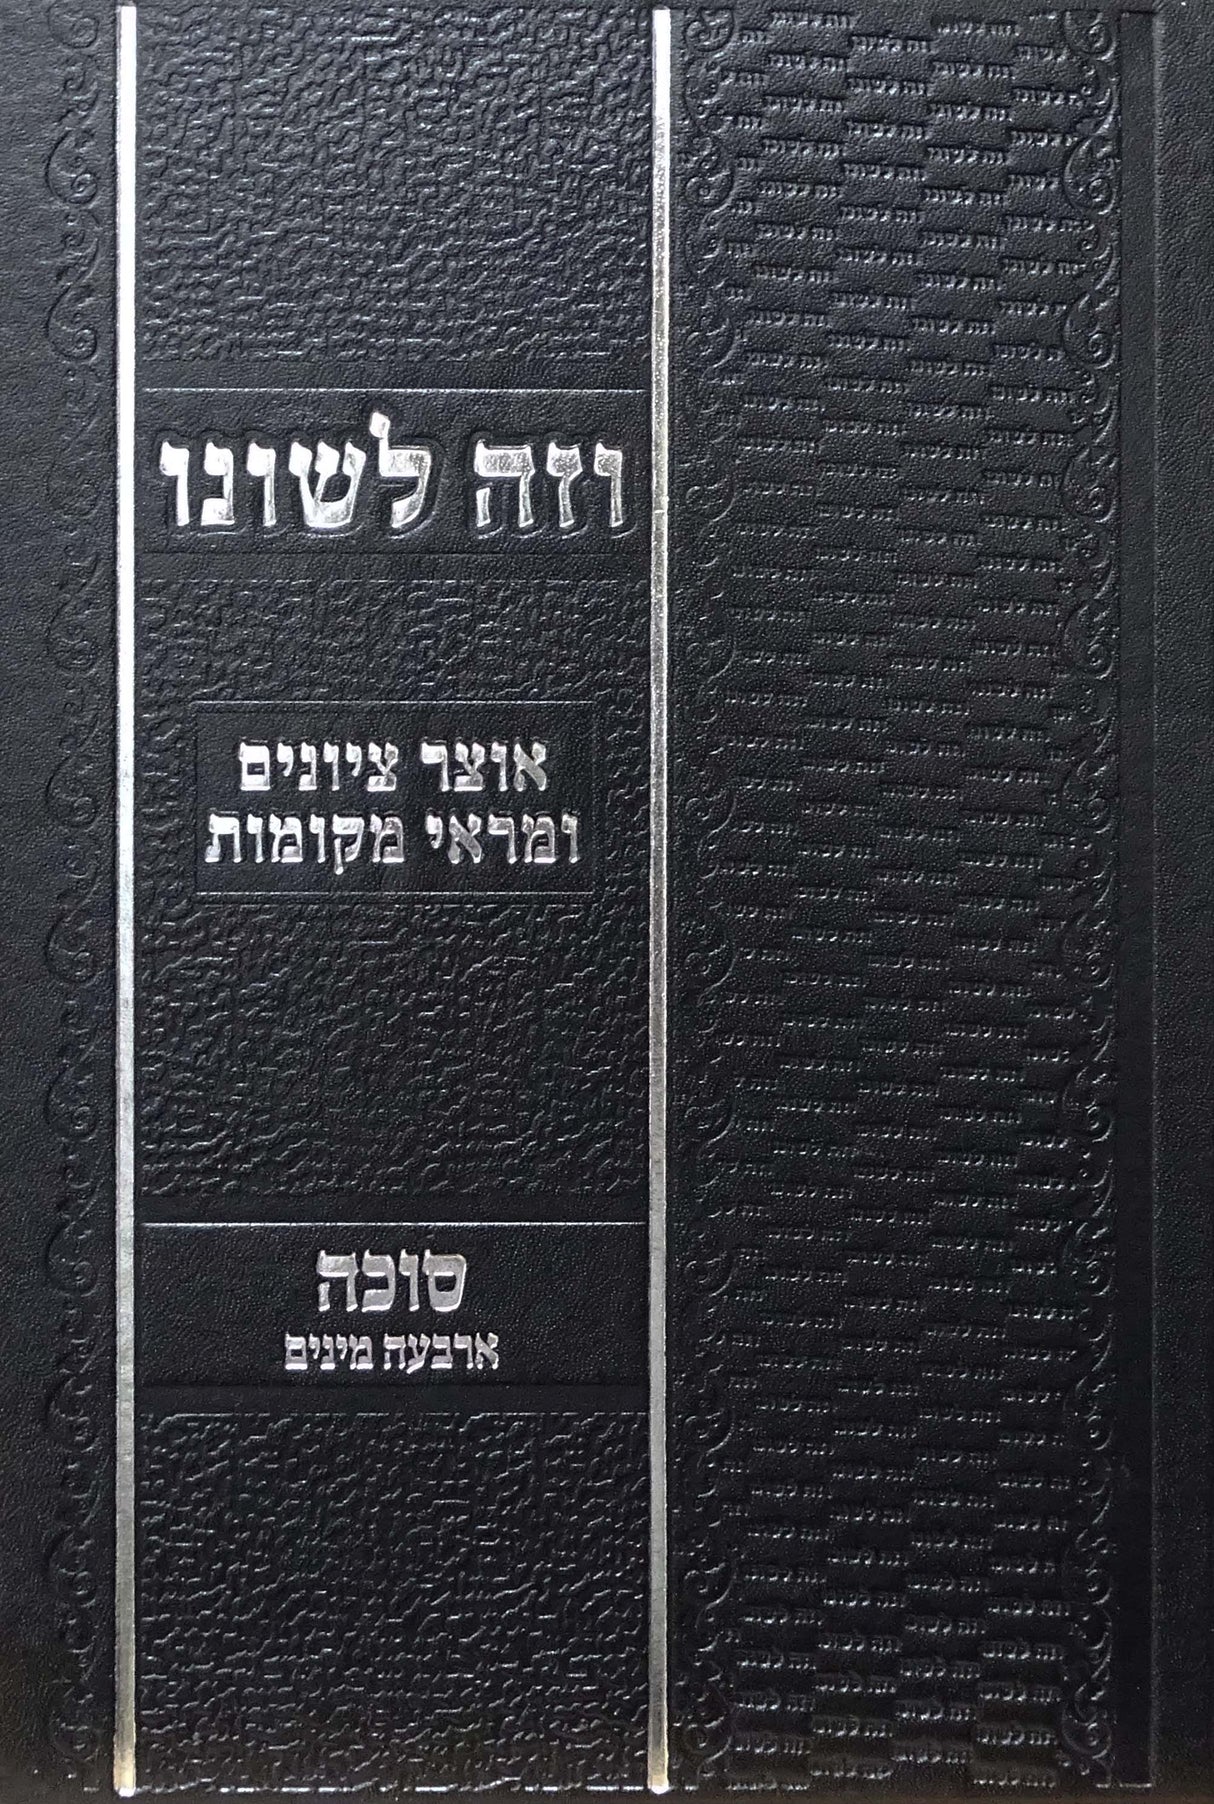 וזה לשונו
אוצר ציונים
ומראי מקומות
סוכה
ארבעה מינים